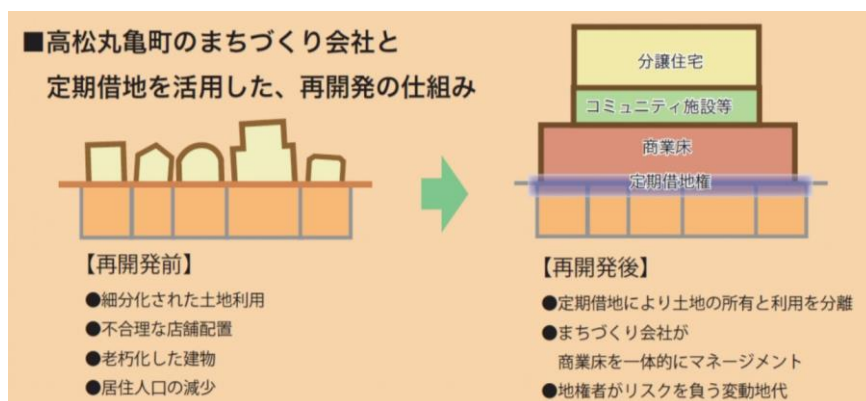 ■高松丸亀町のまちづくり会社と
定期借地を活用した、再開発の仕組み
分譲住宅
コミュニティ施設等
商業床
定期借地権
【再開発前】
●細分化された土地利用
●不合理な店舗配置
●老朽化した建物
●居住人口の減少
【再開発後】
●定期借地により土地の所有と利用を分離
●まちづくり会社が
商業床を一体的にマネージメント
●地権者がリスクを負う変動地代